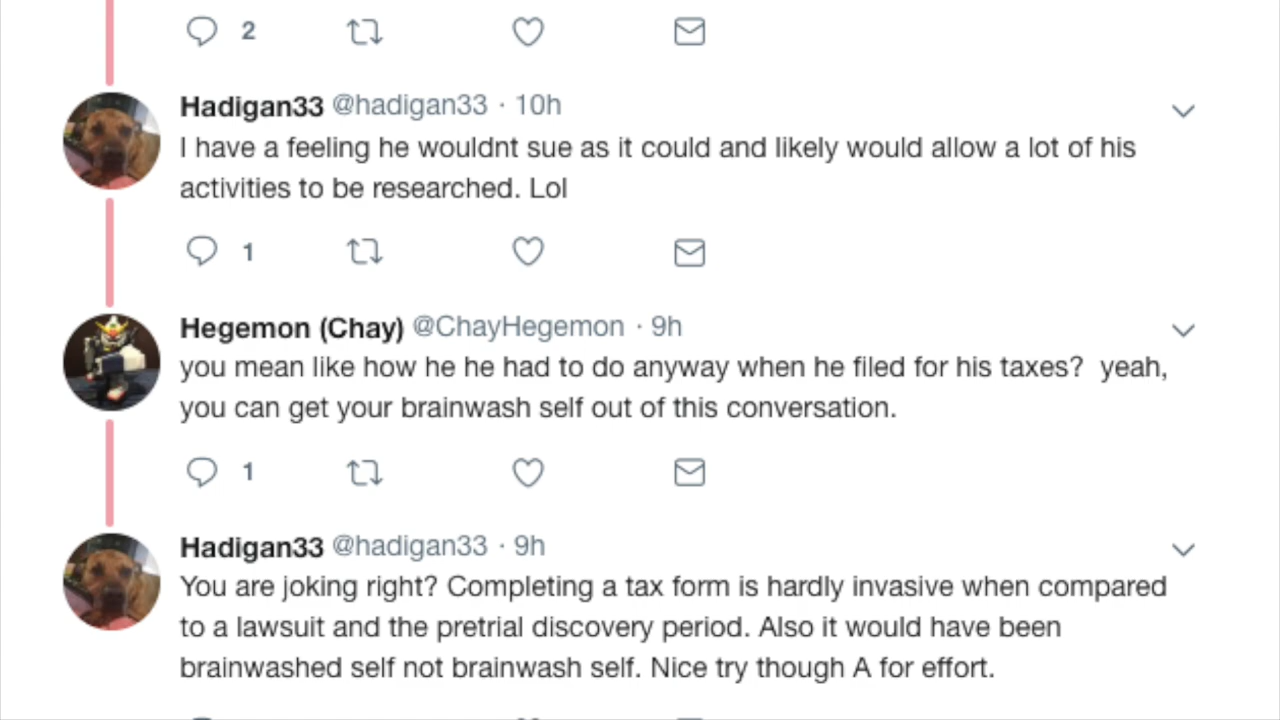 2
Hadigan33 @hadigan33 · 10h
I have a feeling he wouldnt sue as it could and likely would allow a lot of his
activities to be researched. Lol
1
Hegemon (Chay) @ChayHegemon · 9h
you mean like how he he had to do anyway when he filed for his taxes?  yeah,
you can get your brainwash self out of this conversation.
1
Hadigan33 @hadigan33 · 9h
You are joking right? Completing a tax form is hardly invasive when compared
to a lawsuit and the pretrial discovery period. Also it would have been
brainwashed self not brainwash self. Nice try though A for effort.